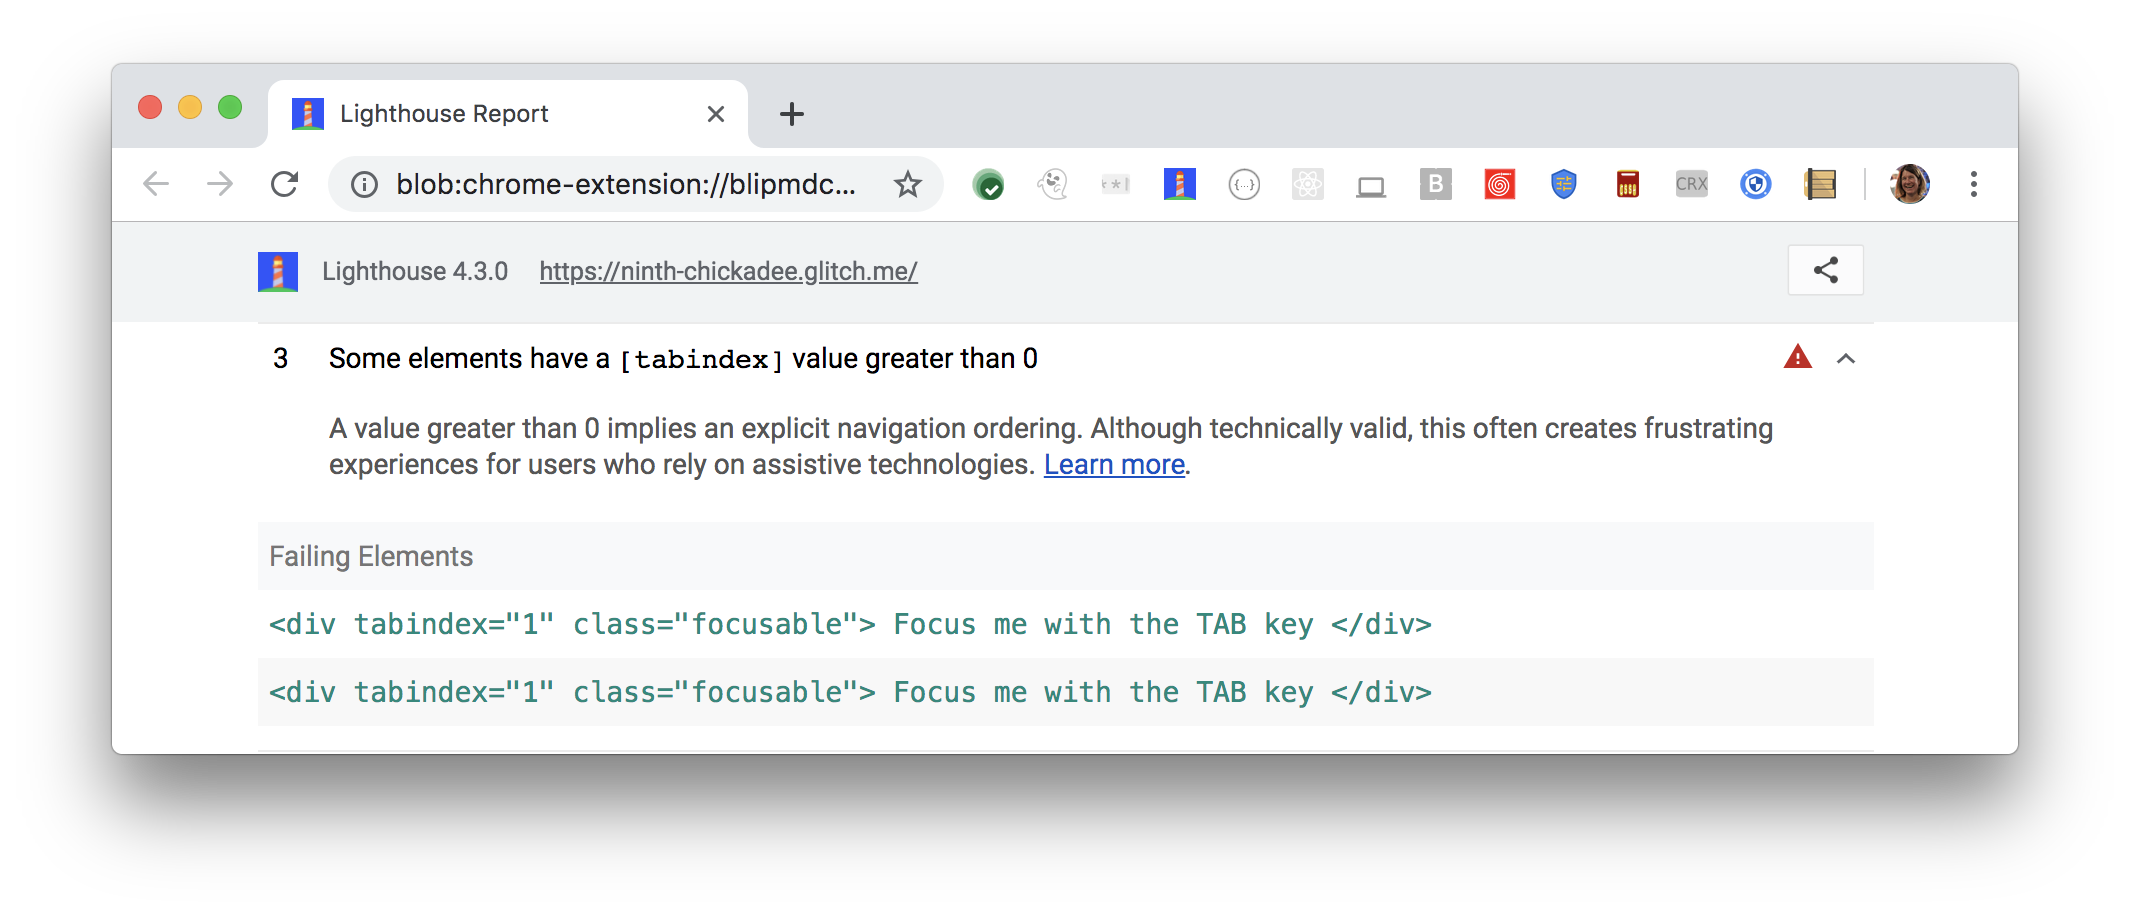 Lighthouse Report
blob:chrome-extension://blipmdc...
{...}
B
CRX
Lighthouse 4.3.0 https://ninth-chickadee.glitch.me/
3 Some elements have a [tabindex] value greater than 0
A value greater than 0 implies an explicit navigation ordering. Although technically valid, this often creates frustrating
experiences for users who rely on assistive technologies. Learn more.
Failing Elements
<div tabindex="1" class="focusable"> Focus me with the TAB key </div>
<div tabindex="1" class="focusable"> Focus me with the TAB key </div>